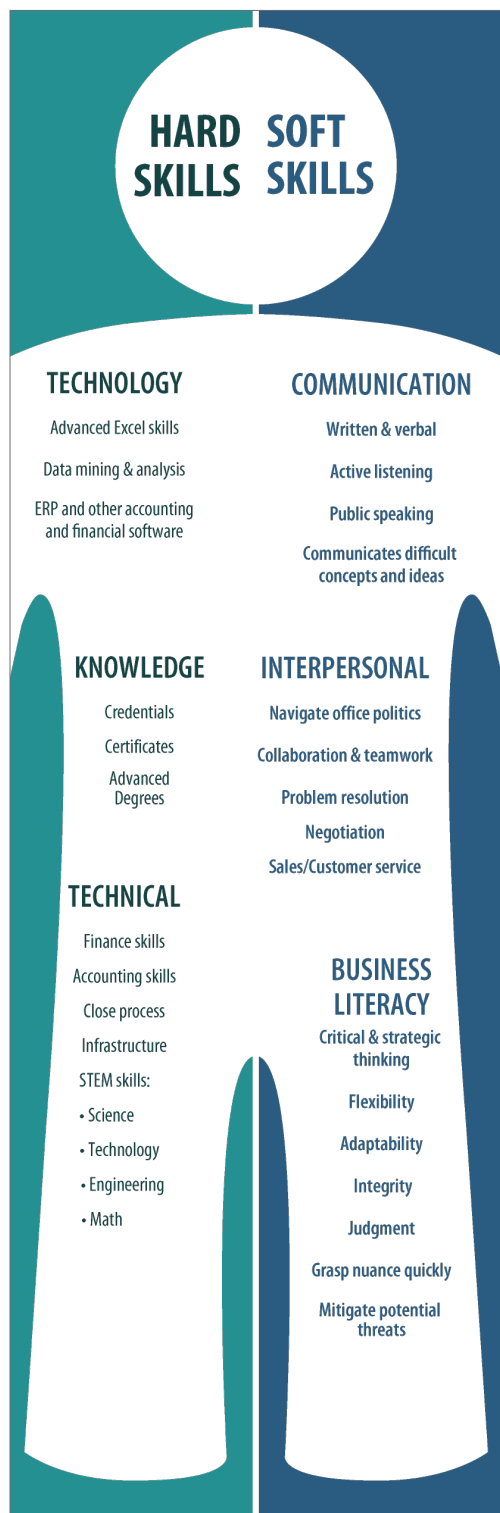 HARD
SKILLS
SOFT
SKILLS
TECHNOLOGY
Advanced Excel skills
Data mining & analysis
ERP and other accounting
and financial software
KNOWLEDGE
Credentials
Certificates
Advanced
Degrees
TECHNICAL
Finance skills
Accounting skills
Close process
Infrastructure
STEM skills:
• Science
• Technology
• Engineering
• Math
COMMUNICATION
Written & verbal
Active listening
Public speaking
Communicates difficult
concepts and ideas
INTERPERSONAL
Navigate office politics
Collaboration & teamwork
Problem resolution
Negotiation
Sales/Customer service
BUSINESS
LITERACY
Critical & strategic
thinking
Flexibility
Adaptability
Integrity
Judgment
Grasp nuance quickly
Mitigate potential
threats